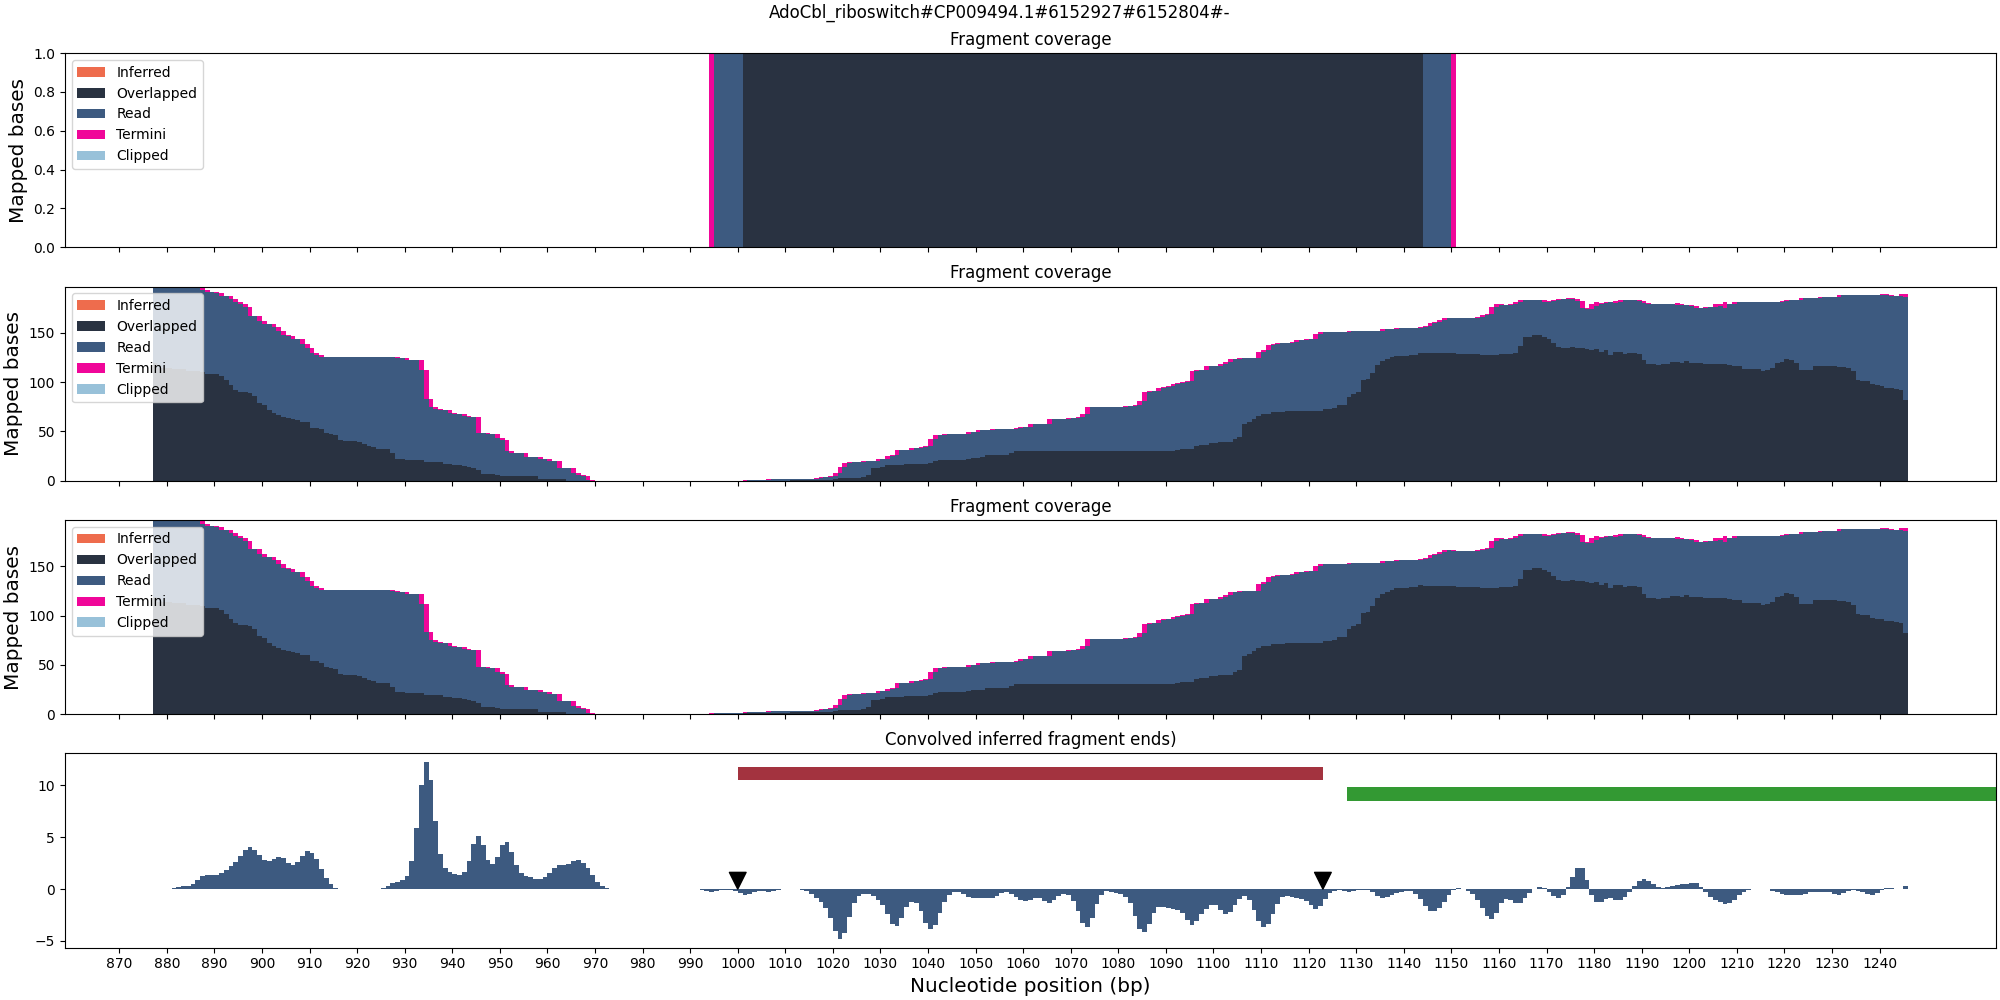 AdoCbl_riboswitch#CP009494.1#6152927#6152804#-
Fragment coverage
Mapped bases
1.0
0.8
0.6
0.4
0.2
0.0
Inferred
Overlapped
Read
Termini
Clipped
Fragment coverage
Mapped bases
150
100
50
0
Inferred
Overlapped
Read
Termini
Clipped
Fragment coverage
Mapped bases
150
100
50
0
Inferred
Overlapped
Read
Termini
Clipped
Convolved inferred fragment ends)
10
5
0
−5
870 880 890 900 910 920 930 940 950 960 970 980 990 1000 1010 1020 1030 1040 1050 1060 1070 1080 1090 1100 1110 1120 1130 1140 1150 1160 1170 1180 1190 1200 1210 1220 1230 1240
Nucleotide position (bp)